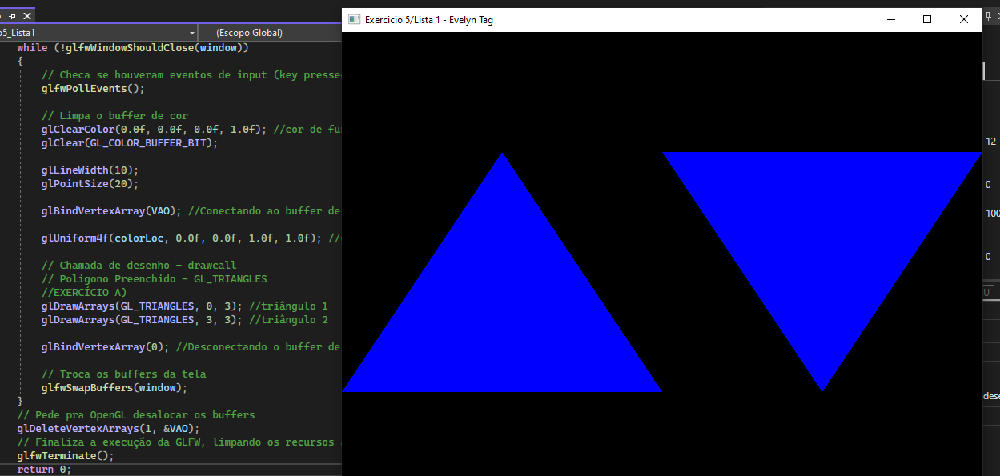 Exercicio 5/Lista 1 - Evelyn Tag
o5_Lista1
(Escopo Global)
while (!glfwWindowShouldClose(window))
{
// Checa se houveram eventos de input (key presse
glfwPollEvents();
// Limpa o buffer de cor
glClearColor(0.0f, 0.0f, 0.0f, 1.0f); //cor de fu
glClear(GL_COLOR_BUFFER_BIT);
glLineWidth(10);
glPointSize(20);
glBindVertexArray(VAO); //Conectando ao buffer de
glUniform4f(colorLoc, 0.0f, 0.0f, 1.0f, 1.0f); //
// Chamada de desenho - drawcall
// Poligono Preenchido - GL_TRIANGLES
//EXERCÍCIO A)
glDrawArrays(GL_TRIANGLES, 0, 3); //triângulo 1
glDrawArrays(GL_TRIANGLES, 3, 3); //triângulo 2
glBindVertexArray(0); //Desconectando o buffer de
// Troca os buffers da tela
glfwSwapBuffers(window);
}
// Pede pra OpenGL desalocar os buffers
glDeleteVertexArrays(1, &VAO);
// Finaliza a execução da GLFW, limpando os recursos
glfwTerminate();
return 0;
12
0
100
0
U
dese